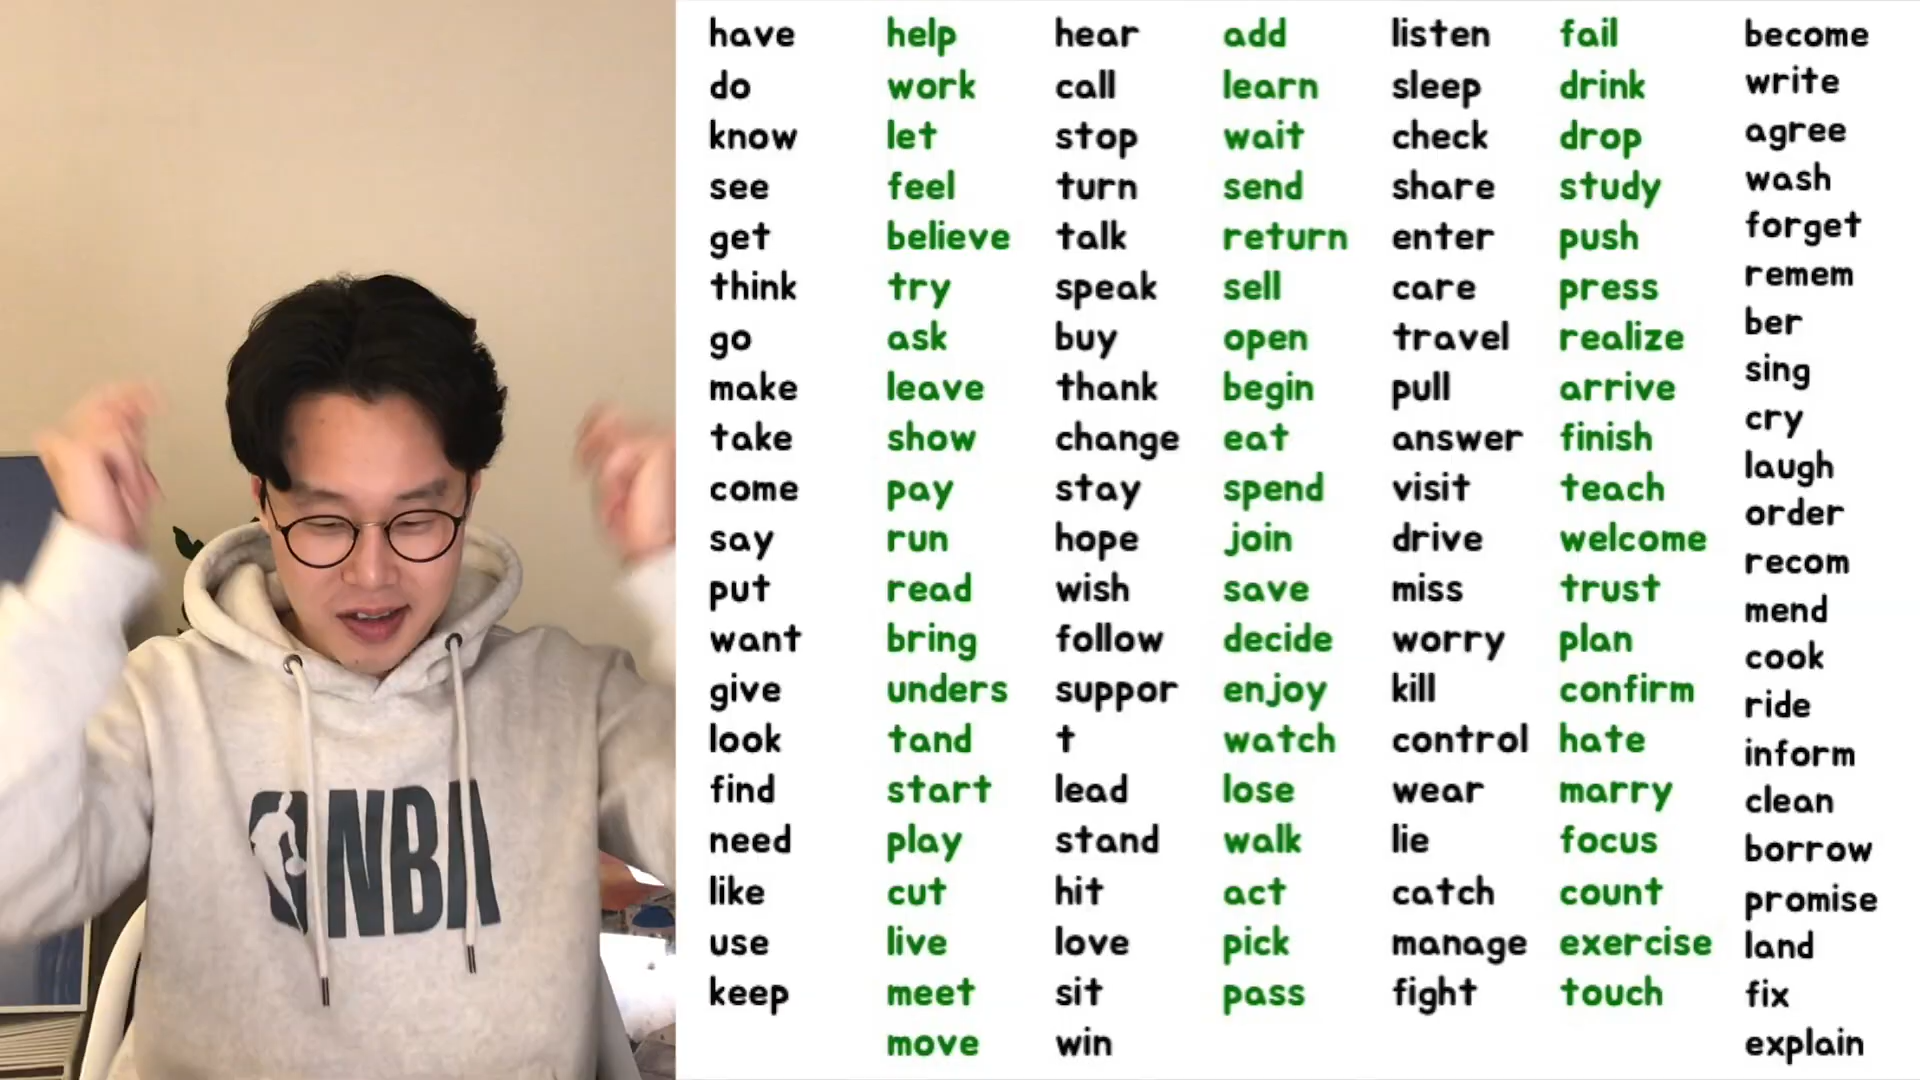 NBA
have
do
know
see
get
think
go
make
take
come
say
put
want
give
look
find
need
like
use
keep
help
work
let
feel
believe
try
ask
leave
show
pay
run
read
bring
unders
tand
start
play
cut
live
meet
move
hear
call
stop
turn
talk
speak
buy
thank
change
stay
hope
wish
follow
suppor
t
lead
stand
hit
love
sit
win
add
learn
wait
send
return
sell
open
begin
eat
spend
join
save
decide
enjoy
watch
lose
walk
act
pick
pass
listen
sleep
check
share
enter
care
travel
pull
answer
visit
drive
miss
worry
kill
control
wear
lie
catch
manage
fight
fail
drink
drop
study
push
press
realize
arrive
finish
teach
welcome
trust
plan
confirm
hate
marry
focus
count
exercise
touch
become
write
agree
wash
forget
remem
ber
sing
cry
laugh
order
recom
mend
cook
ride
inform
clean
borrow
promise
land
fix
explain